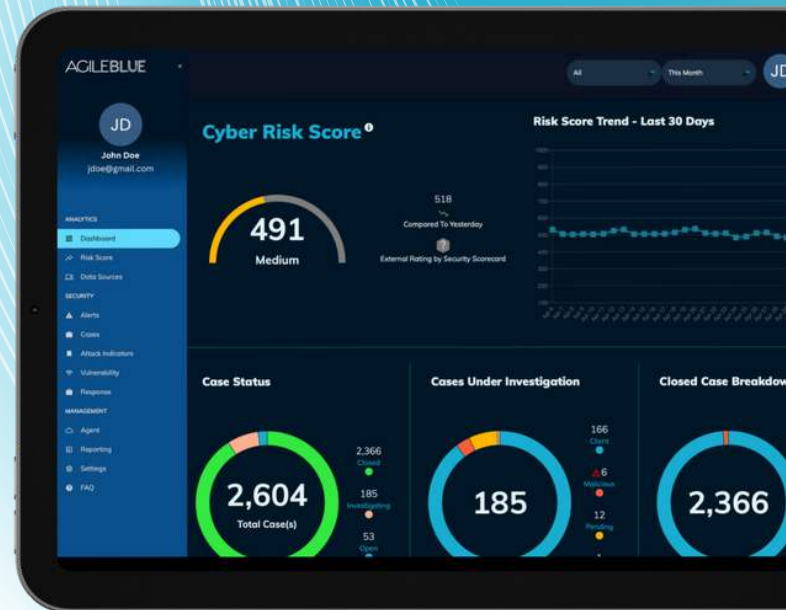 AGILEBLUE
All
This Month
JD
JD
John Doe
jdoe@gmail.com
ANALYTICS
Dashboard
Risk Score
Data Sources
SECURITY
Alerts
Cases
Attack Indicators
Vulnerability
Response
MANAGEMENT
Agent
Reporting
Settings
FAQ
Cyber Risk Score
491
Medium
518
Compared To Yesterday
?
External Rating by Security Scorecard
Risk Score Trend - Last 30 Days
Case Status
2,604
Total Case(s)
2,366
Closed
185
Investigating
53
Open
Cases Under Investigation
185
166
Client
6
Malicious
12
Pending
Closed Case Breakdow
2,366